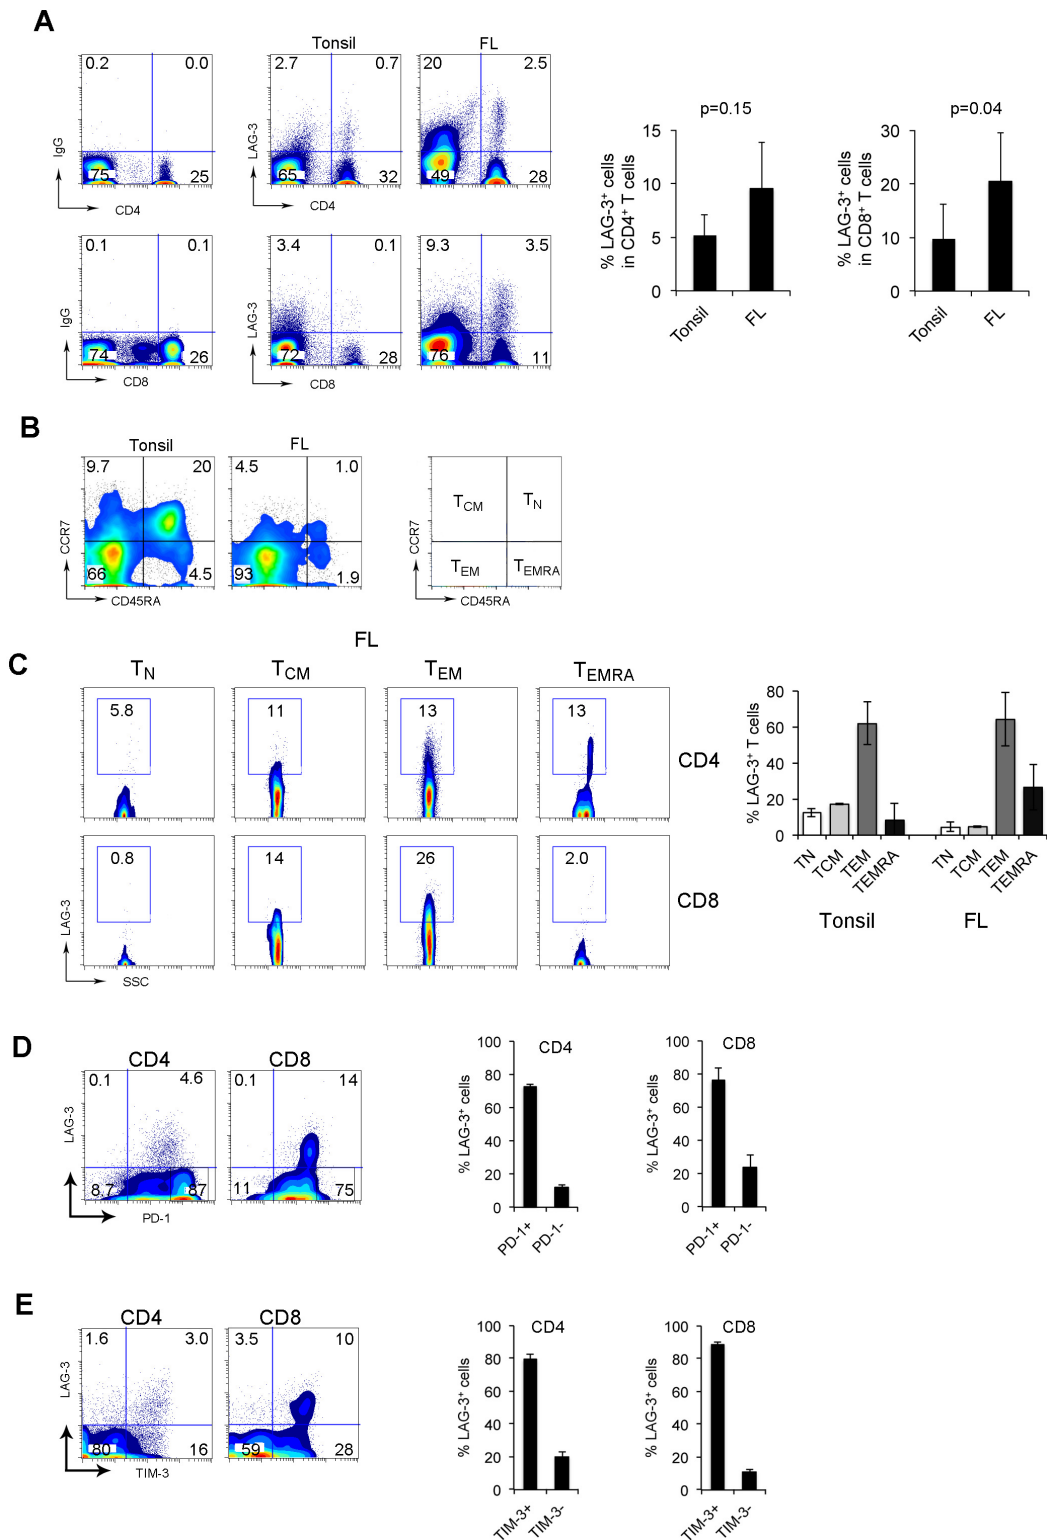 A
Tonsil FL
0.2 0.0 2.7 0.7 20 2.5
IgG LAG-3
75 25 65 32 49 28
CD4 CD4
0.1 0.1 3.4 0.1 9.3 3.5
IgG LAG-3
74 26 72 28 76 11
CD8 CD8
p=0.15
% LAG-3+ cells
in CD4+ T cells
15
10
5
0
Tonsil FL
p=0.04
% LAG-3+ cells
in CD8+ T cells
30
20
10
0
Tonsil FL
B
Tonsil FL
9.7 20 4.5 1.0
CCR7 CCR7
TCM TN
TEM TEMRA
66 4.5 93 1.9
CD45RA CD45RA
FL
C
TN TCM TEM TEMRA
5.8 11 13 13
CD4
0.8 14 26 2.0
CD8
LAG-3
SSC
% LAG-3+ T cells
80
60
40
20
0
TN TCM TEM TEMRA TN TCM TEM TEMRA
Tonsil FL
D
CD4 CD8
0.1 4.6 0.1 14
LAG-3
8.7 87 11 75
PD-1
CD4
% LAG-3+ cells
100
80
60
40
20
0
PD-1+ PD-1-
CD8
% LAG-3+ cells
100
80
60
40
20
0
PD-1+ PD-1-
E
CD4 CD8
1.6 3.0 3.5 10
LAG-3
80 16 59 28
TIM-3
CD4
% LAG-3+ cells
100
80
60
40
20
0
TIM-3+ TIM-3-
CD8
% LAG-3+ cells
100
80
60
40
20
0
TIM-3+ TIM-3-